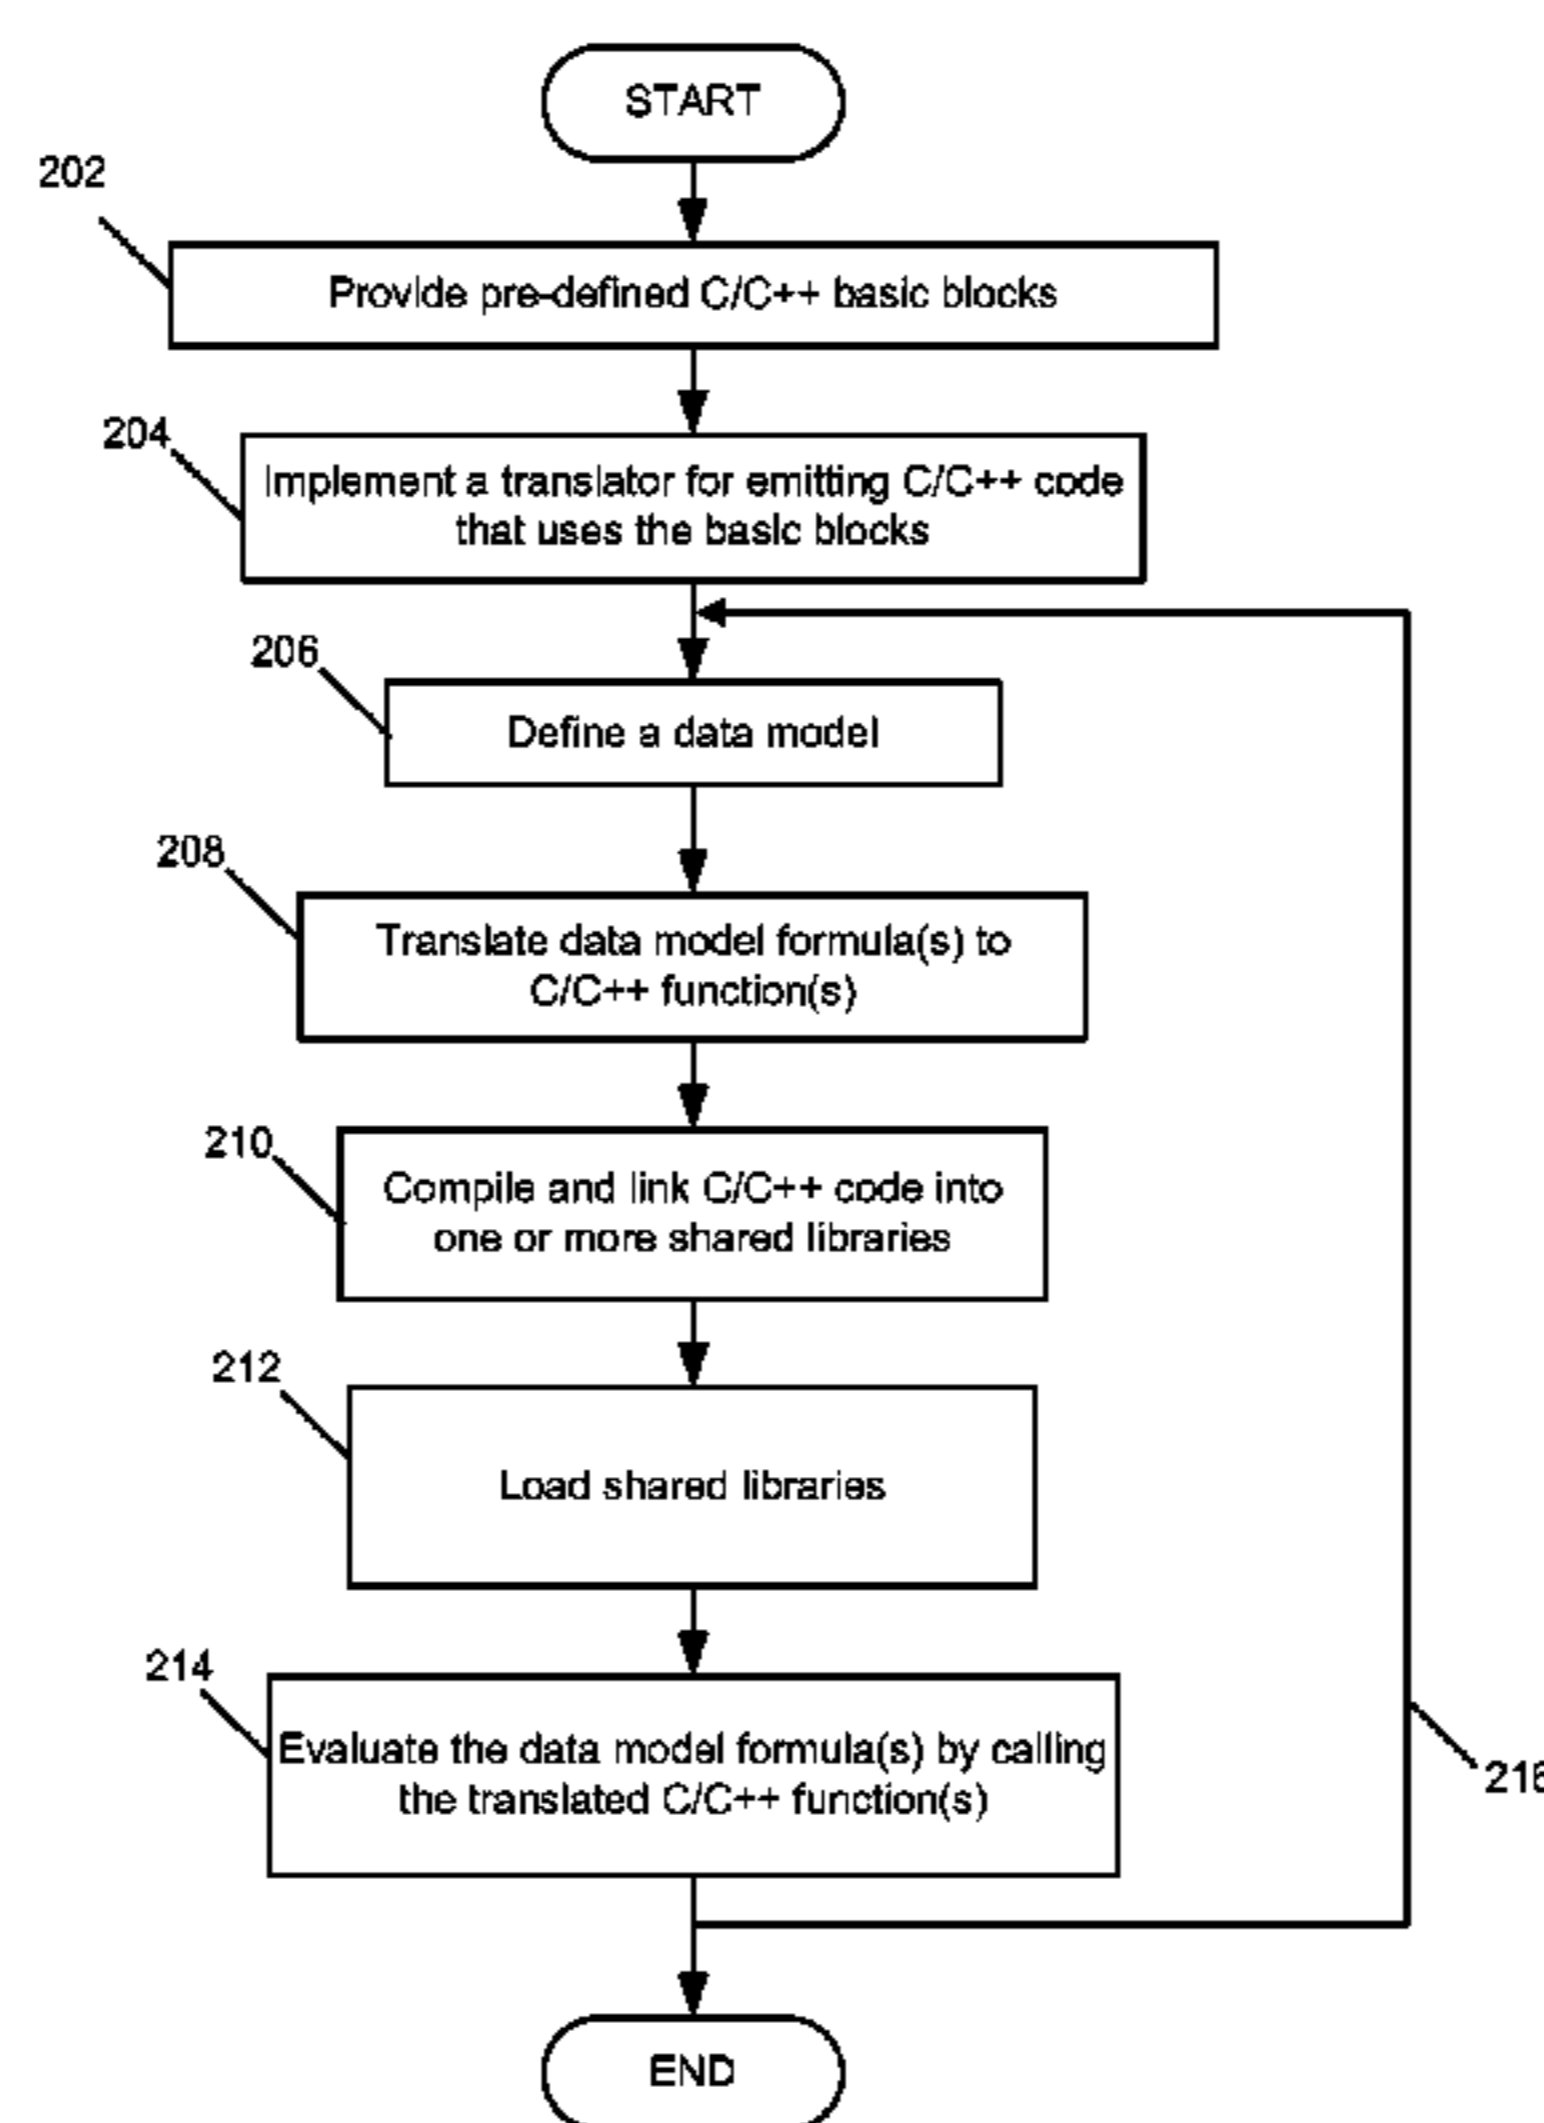 START
202
Provide pre-defined C/C++ basic blocks
204
Implement a translator for emitting C/C++ code
that uses the basic blocks
206
Define a data model
208
Translate data model formula(s) to
C/C++ function(s)
210
Compile and link C/C++ code into
one or more shared libraries
212
Load shared libraries
214
Evaluate the data model formula(s) by calling
the translated C/C++ function(s)
216
END